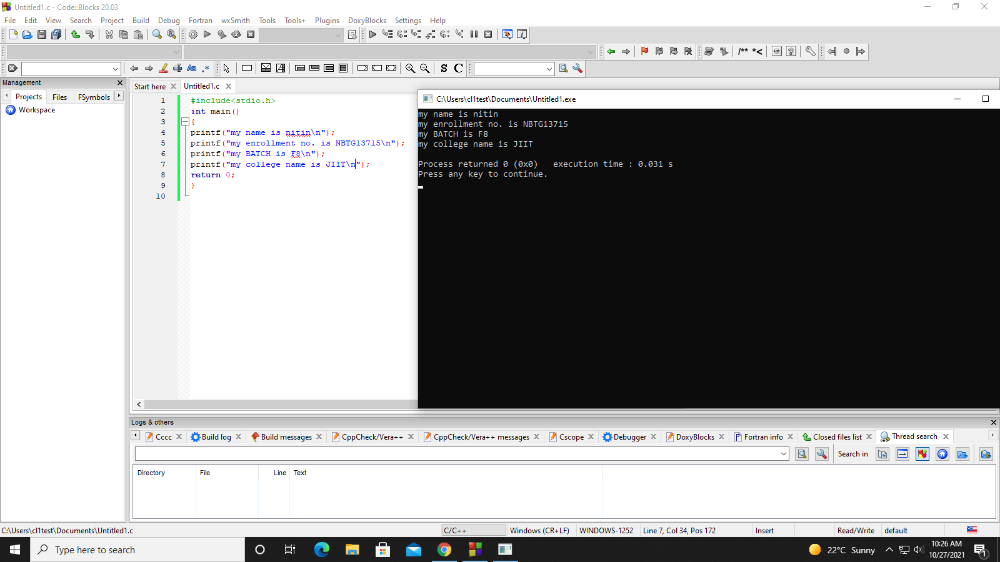 Untitled1.c - Code::Blocks 20.03
File Edit View Search Project Build Debug Fortran wxSmith Tools Tools+ Plugins DoxyBlocks Settings Help
/** *<
Aa .*
S C
Management
Projects Files FSymbols
Workspace
Start here Untitled1.c
1 #include<stdio.h>
2 int main()
3 {
4 printf("my name is nitin\n");
5 printf("my enrollment no. is NBTG13715\n");
6 printf("my BATCH is F8\n");
7 printf("my college name is JIIT\n");
8 return 0;
9 }
10
C:\Users\cl1test\Documents\Untitled1.exe
my name is nitin
my enrollment no. is NBTG13715
my BATCH is F8
my college name is JIIT
Process returned 0 (0x0)   execution time : 0.031 s
Press any key to continue.
Logs & others
Cccc Build log Build messages CppCheck/Vera++ CppCheck/Vera++ messages Cscope Debugger DoxyBlocks Fortran info Closed files list Thread search
Search in
Directory File Line Text
C:\Users\cl1test\Documents\Untitled1.c C/C++ Windows (CR+LF) WINDOWS-1252 Line 7, Col 34, Pos 172 Insert Read/Write default
Type here to search
22°C Sunny
10:26 AM
10/27/2021
1